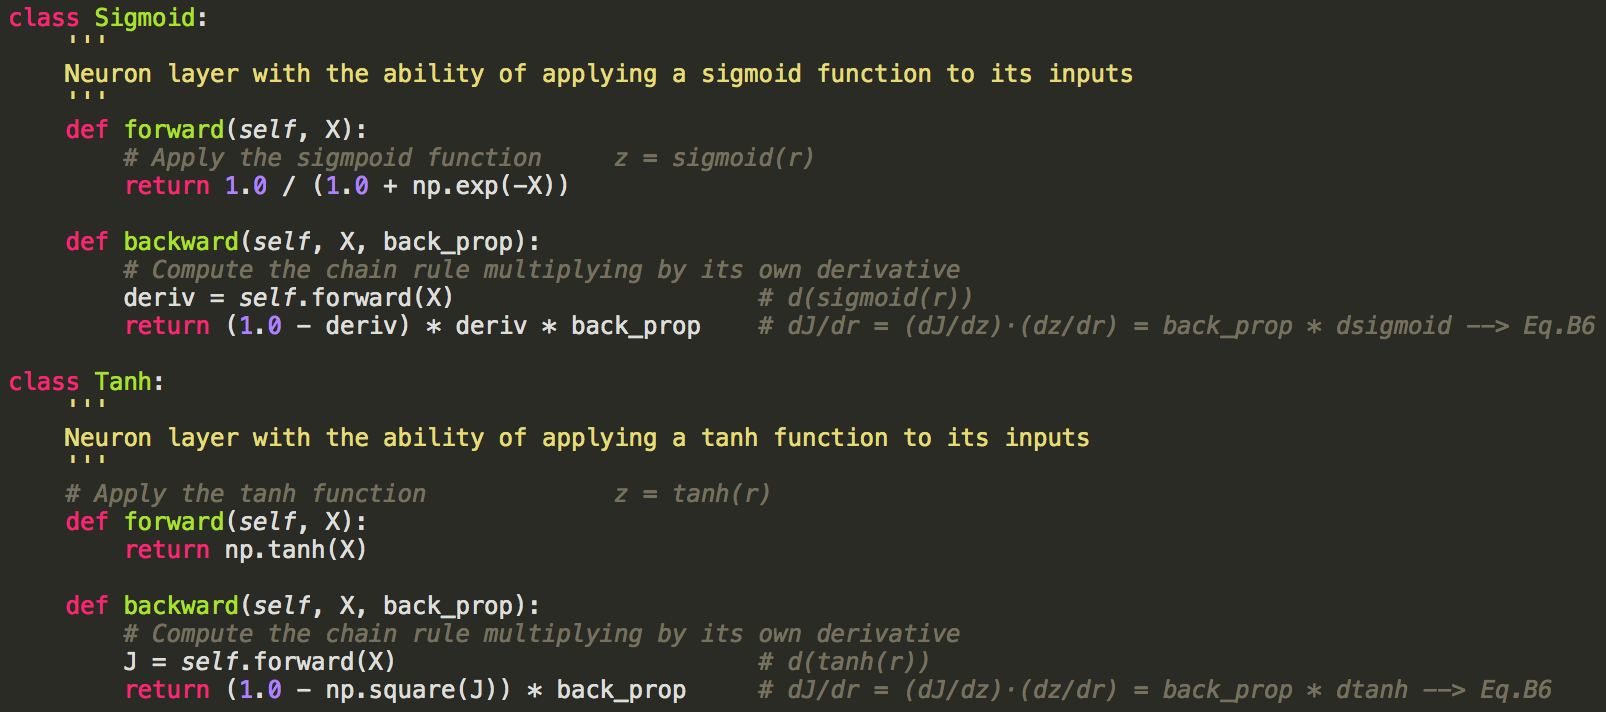 class Sigmoid:
    '''
    Neuron layer with the ability of applying a sigmoid function to its inputs
    '''
    def forward(self, X):
        # Apply the sigmpoid function     z = sigmoid(r)
        return 1.0 / (1.0 + np.exp(-X))

    def backward(self, X, back_prop):
        # Compute the chain rule multiplying by its own derivative
        deriv = self.forward(X)                     # d(sigmoid(r))
        return (1.0 - deriv) * deriv * back_prop    # dJ/dr = (dJ/dz)·(dz/dr) = back_prop * dsigmoid --> Eq.B6

class Tanh:
    '''
    Neuron layer with the ability of applying a tanh function to its inputs
    '''
    # Apply the tanh function             z = tanh(r)
    def forward(self, X):
        return np.tanh(X)

    def backward(self, X, back_prop):
        # Compute the chain rule multiplying by its own derivative
        J = self.forward(X)                         # d(tanh(r))
        return (1.0 - np.square(J)) * back_prop     # dJ/dr = (dJ/dz)·(dz/dr) = back_prop * dtanh --> Eq.B6